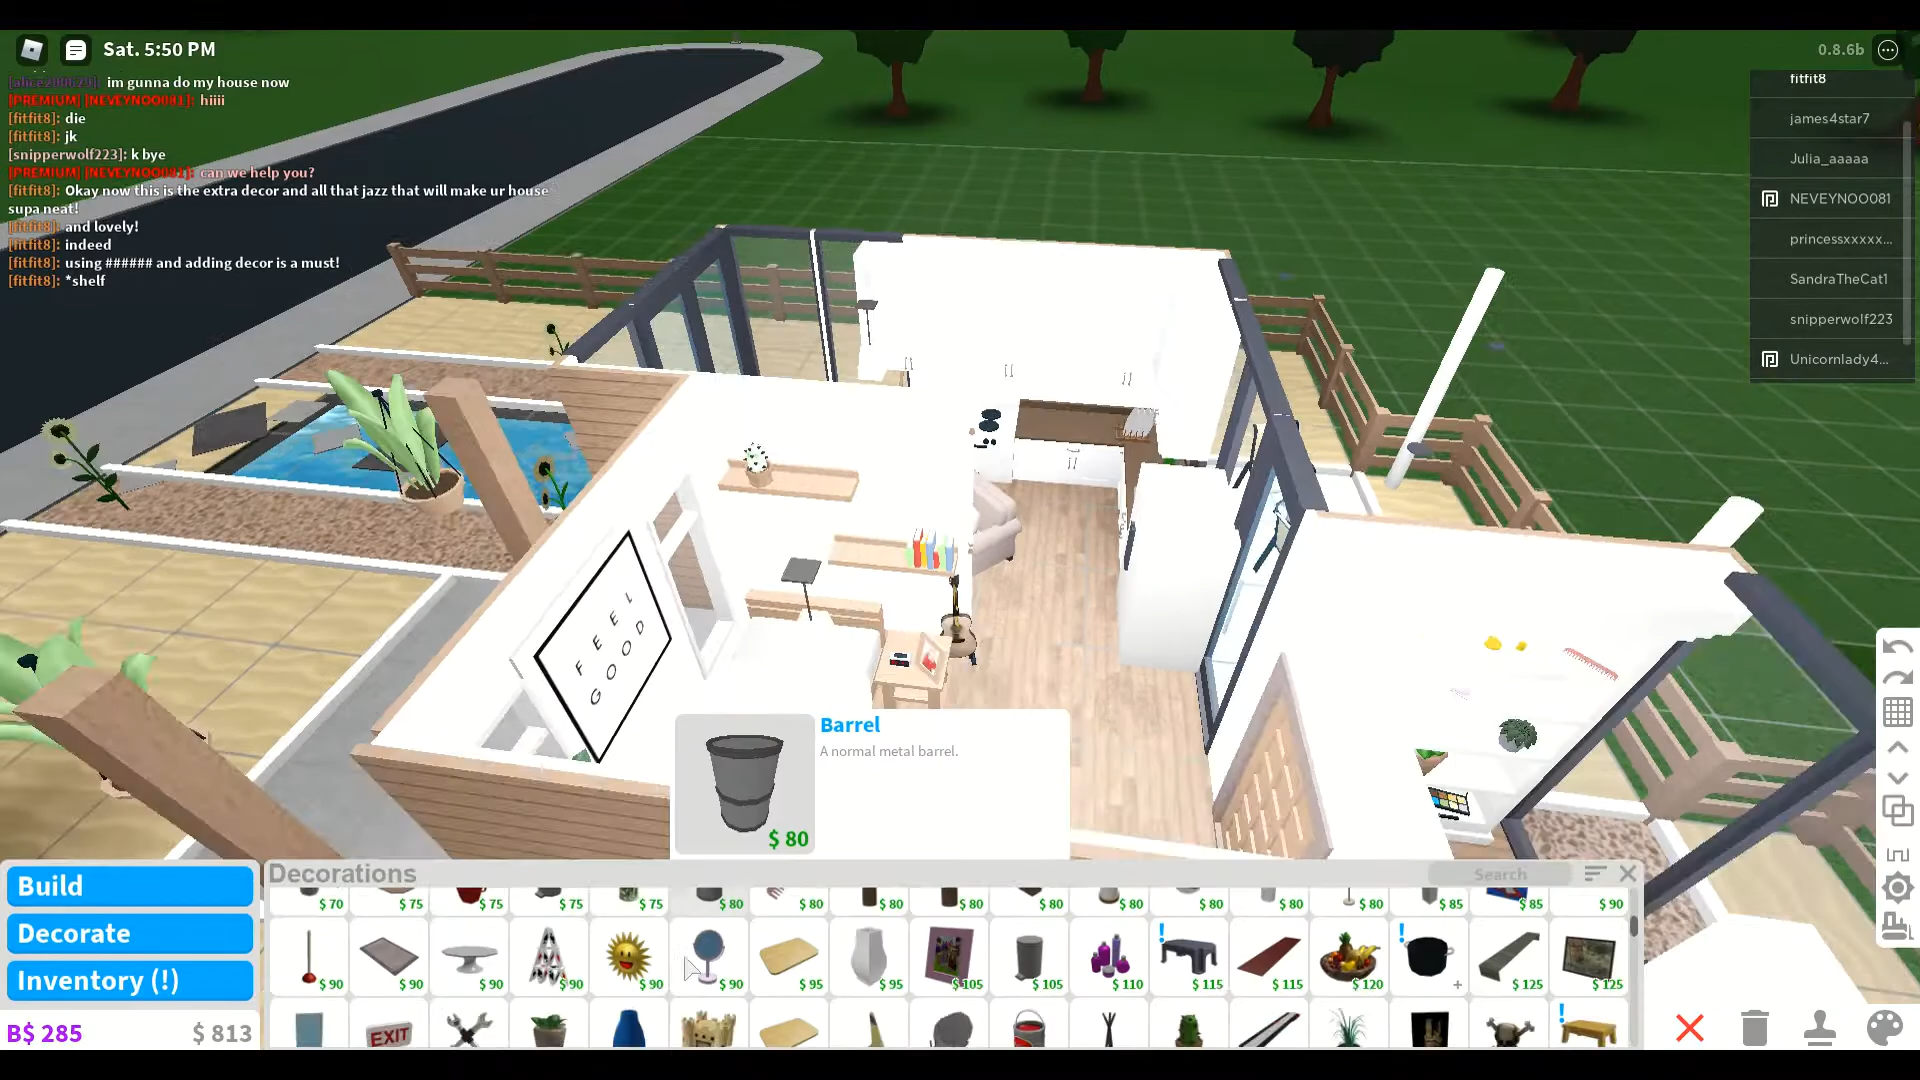 Sat. 5:50 PM
0.8.6b
im gunna do my house now
[PREMIUM] [NEVEYNOO081]: hiiii
[fitfit8]: die
[fitfit8]: jk
[snipperwolf223]: k bye
[PREMIUM] [NEVEYNOO081]: can we help you?
[fitfit8]: Okay now this is the extra decor and all that jazz that will make ur house
supa neat!
[fitfit8]: and lovely!
[fitfit8]: indeed
[fitfit8]: using ###### and adding decor is a must!
[fitfit8]: *shelf
fitfit8
james4star7
Julia_aaaaa
NEVEYNOO081
princessxxxxx...
SandraTheCat1
snipperwolf223
Unicornlady4...
FEEL
GOOD
Barrel
A normal metal barrel.
$ 80
Build
Decorate
Inventory (!)
B$ 285
$ 813
Decorations
Search
$ 70 $ 75 $ 75 $ 75 $ 75 $ 80 $ 80 $ 80 $ 80 $ 80 $ 80 $ 80 $ 80 $ 80 $ 85 $ 85 $ 90
$ 90 $ 90 $ 90 $ 90 $ 90 $ 90 $ 95 $ 95 $ 105 $ 105 $ 110 $ 115 $ 115 $ 120 + $ 125 $ 125
EXIT